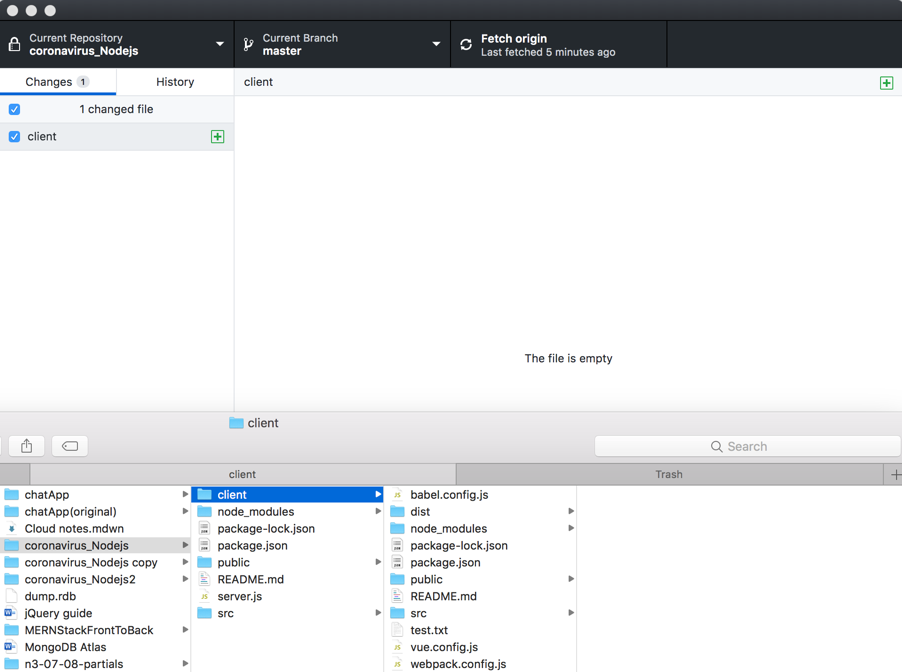 Current Repository
coronavirus_Nodejs
Current Branch
master
Fetch origin
Last fetched 5 minutes ago
Changes 1
History
client
1 changed file
client
The file is empty
client
Search
client
Trash
chatApp
chatApp(original)
Cloud notes.mdwn
coronavirus_Nodejs
coronavirus_Nodejs copy
coronavirus_Nodejs2
dump.rdb
jQuery guide
MERNStackFrontToBack
MongoDB Atlas
n3-07-08-partials
client
node_modules
package-lock.json
package.json
public
README.md
server.js
src
babel.config.js
dist
node_modules
package-lock.json
package.json
public
README.md
src
test.txt
vue.config.js
webpack.config.js